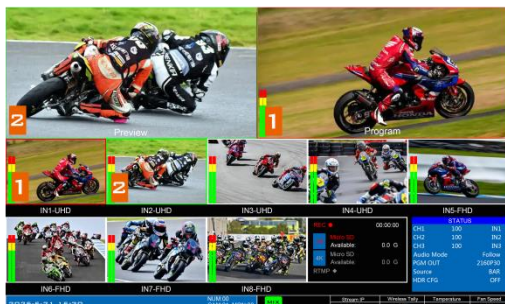 2
Preview
1
Program
1
2
IN1-UHD
IN2-UHD
IN3-UHD
IN4-UHD
IN5-FHD
IN6-FHD
IN7-FHD
IN8-FHD
REC
00:00:00
Micro SD
Available
0.0 G
Micro SD
Available
0.0 G
RTMP
STATUS
CH1 100 IN1
CH2 100 IN2
CH3 100 IN3
Audio Mode Follow
PGM OUT 2160P30
Source BAR
HDR CFG OFF
NUM:00
Stream IP
Wireless Tally
Temperature
Fan Speed